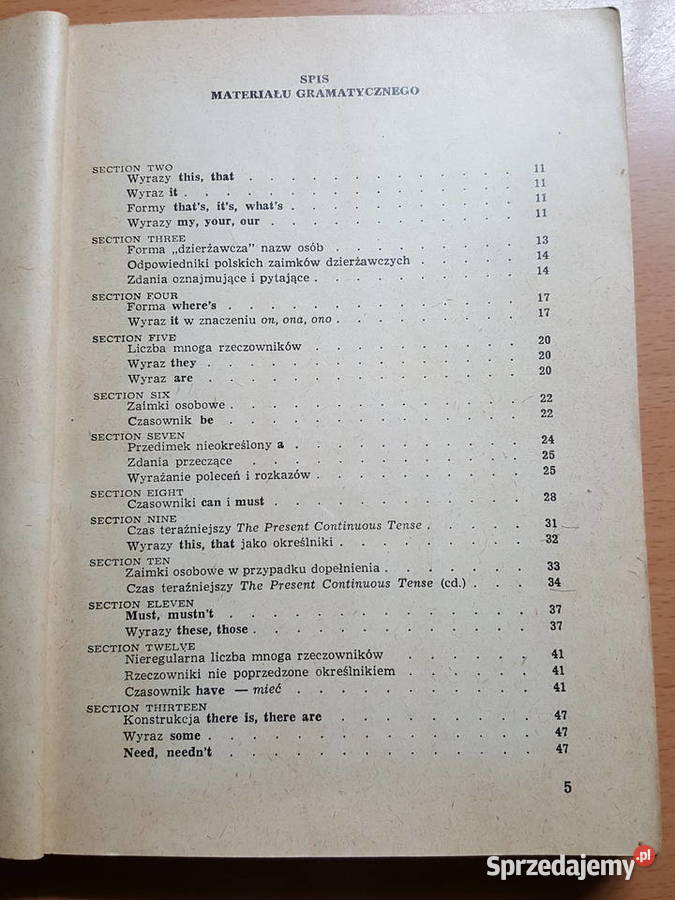 SPIS
MATERIAŁU GRAMATYCZNEGO
SECTION TWO
Wyrazy this, that . . . . . . . . . . . . . . 11
Wyraz it . . . . . . . . . . . . . . 11
Formy that's, it's, what's . . . . . . . . . . . . 11
Wyrazy my, your, our . . . . . . . . . . . . 11
SECTION THREE
Forma „dzierżawcza" nazw osób . . . . . . . . . 13
Odpowiedniki polskich zaimków dzierżawczych . . . . . 14
Zdania oznajmujące i pytające . . . . . . . . . . 14
SECTION FOUR
Forma where's . . . . . . . . . . . . . . 17
Wyraz it w znaczeniu on, ona, ono . . . . . . . . . 17
SECTION FIVE
Liczba mnoga rzeczowników . . . . . . . . . . 20
Wyraz they . . . . . . . . . . . . . . 20
Wyraz are . . . . . . . . . . . . . . 20
SECTION SIX
Zaimki osobowe . . . . . . . . . . . . . . 22
Czasownik be . . . . . . . . . . . . . . 22
SECTION SEVEN
Przedimek nieokreślony a . . . . . . . . . . . 24
Zdania przeczące . . . . . . . . . . . . . 25
Wyrażanie poleceń i rozkazów . . . . . . . . . . 25
SECTION EIGHT
Czasowniki can i must . . . . . . . . . . . . 28
SECTION NINE
Czas teraźniejszy The Present Continuous Tense . . . . . 31
Wyrazy this, that jako określniki . . . . . . . . . 32
SECTION TEN
Zaimki osobowe w przypadku dopełnienia . . . . . . . 33
Czas teraźniejszy The Present Continuous Tense (cd.) . . . 34
SECTION ELEVEN
Must, mustn't . . . . . . . . . . . . . . 37
Wyrazy these, those . . . . . . . . . . . . . 37
SECTION TWELVE
Nieregularna liczba mnoga rzeczowników . . . . . . 41
Rzeczowniki nie poprzedzone określnikiem . . . . . . 41
Czasownik have — mieć . . . . . . . . . . . 41
SECTION THIRTEEN
Konstrukcja there is, there are . . . . . . . . . . 47
Wyraz some . . . . . . . . . . . . . . 47
Need, needn't . . . . . . . . . . . . . . 47
5
Sprzedajemy.pl